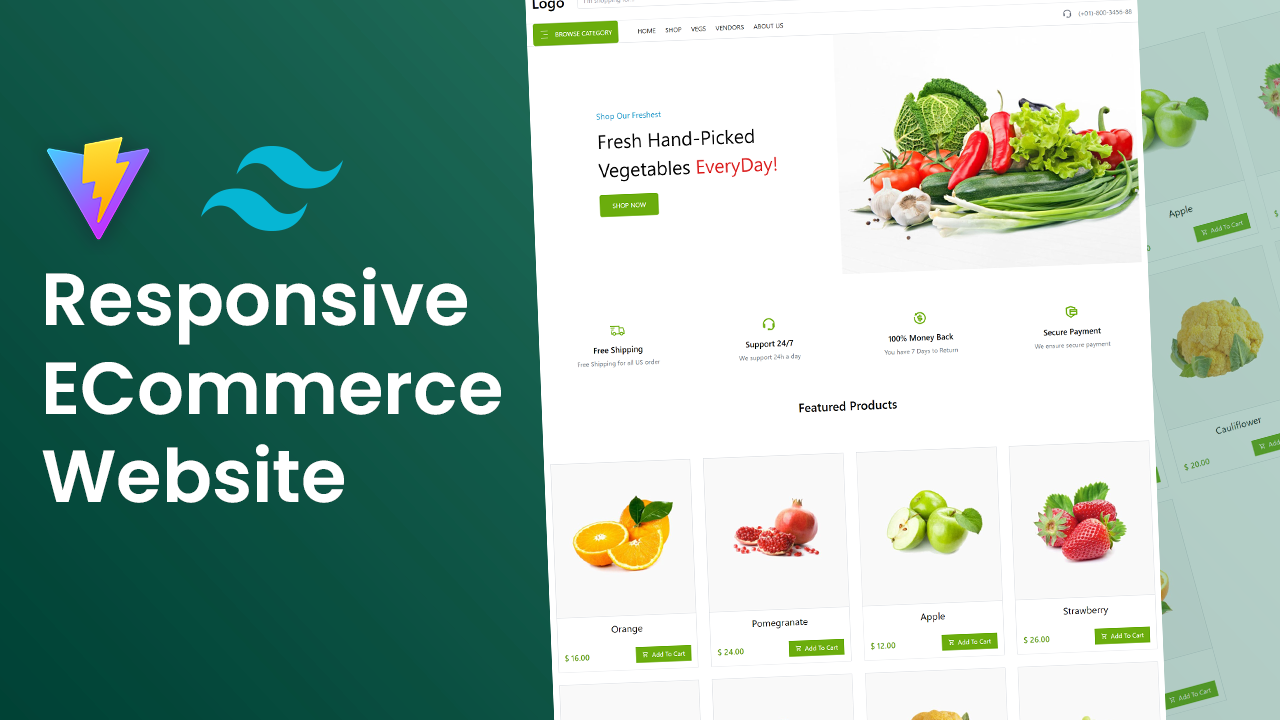 Responsive
ECommerce
Website
Logo
BROWSE CATEGORY
HOME SHOP VEGS VENDORS ABOUT US
(+01)-800-3456-88
Shop Our Freshest
Fresh Hand-Picked
Vegetables EveryDay!
SHOP NOW
Free Shipping
Free Shipping for all US order
Support 24/7
We support 24h a day
100% Money Back
You have 7 Days to Return
Secure Payment
We ensure secure payment
Featured Products
Orange
$ 16.00 Add To Cart
Pomegranate
$ 24.00 Add To Cart
Apple
$ 12.00 Add To Cart
Strawberry
$ 26.00 Add To Cart
Apple
Add To Cart
Cauliflower
$ 20.00 Add
Add To Cart